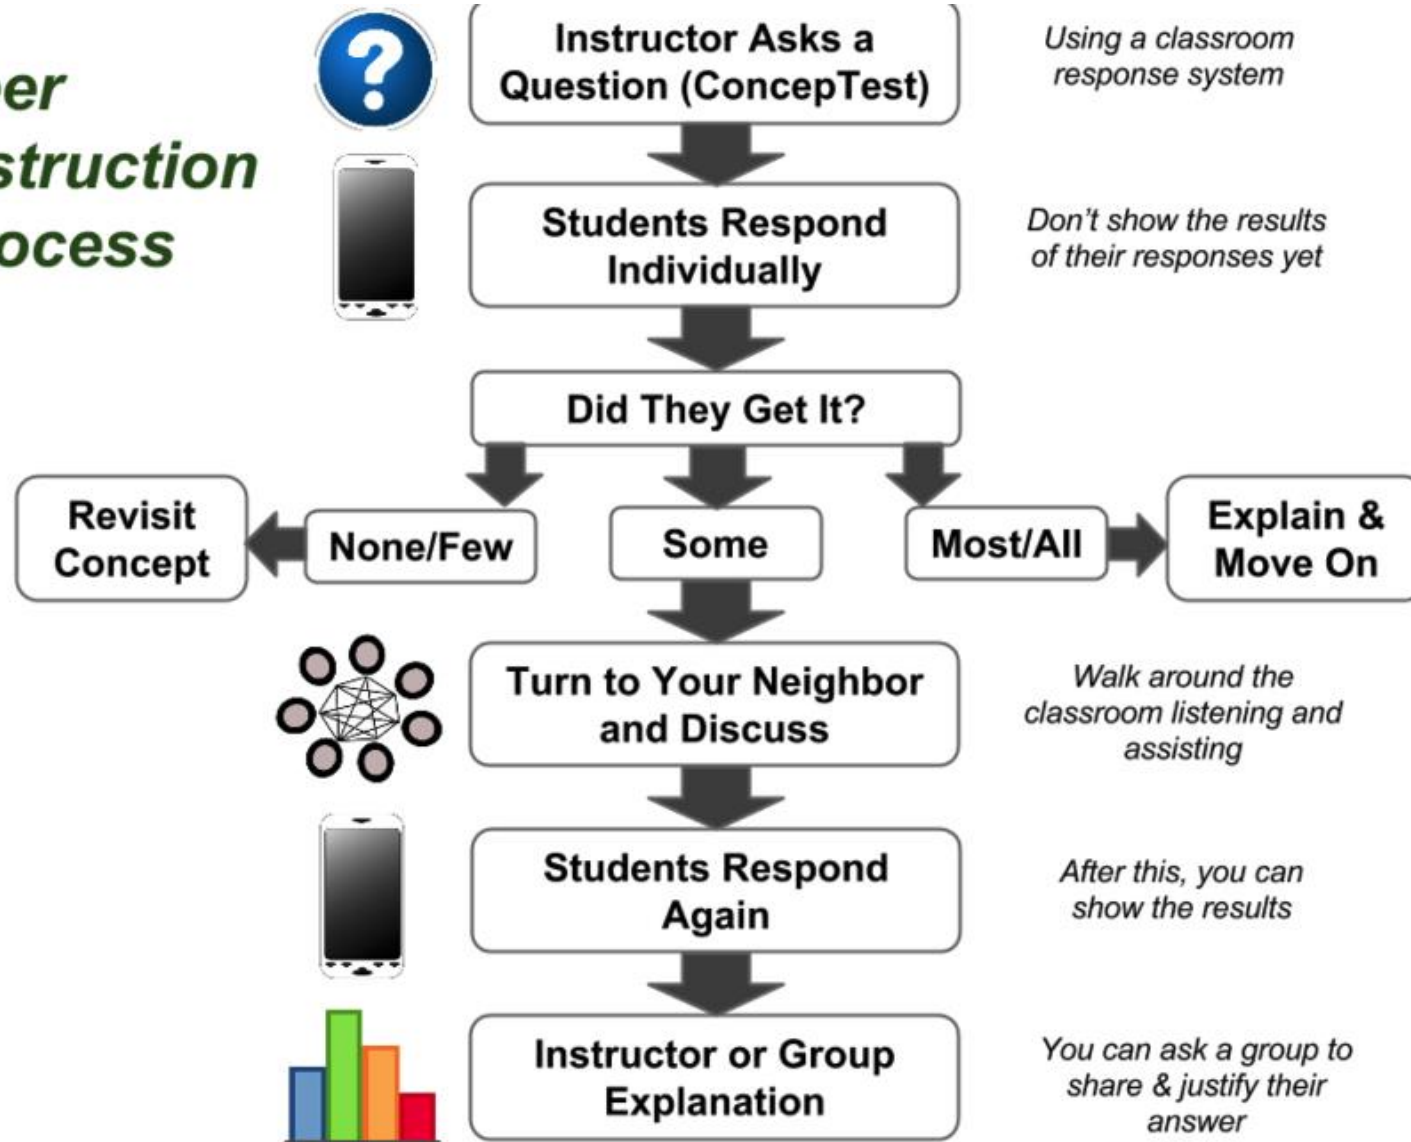 er
struction
ocess
?
Instructor Asks a
Question (ConcepTest)
Using a classroom
response system
Students Respond
Individually
Don't show the results
of their responses yet
Did They Get It?
Revisit
Concept
None/Few
Some
Most/All
Explain &
Move On
Turn to Your Neighbor
and Discuss
Walk around the
classroom listening and
assisting
Students Respond
Again
After this, you can
show the results
Instructor or Group
Explanation
You can ask a group to
share & justify their
answer